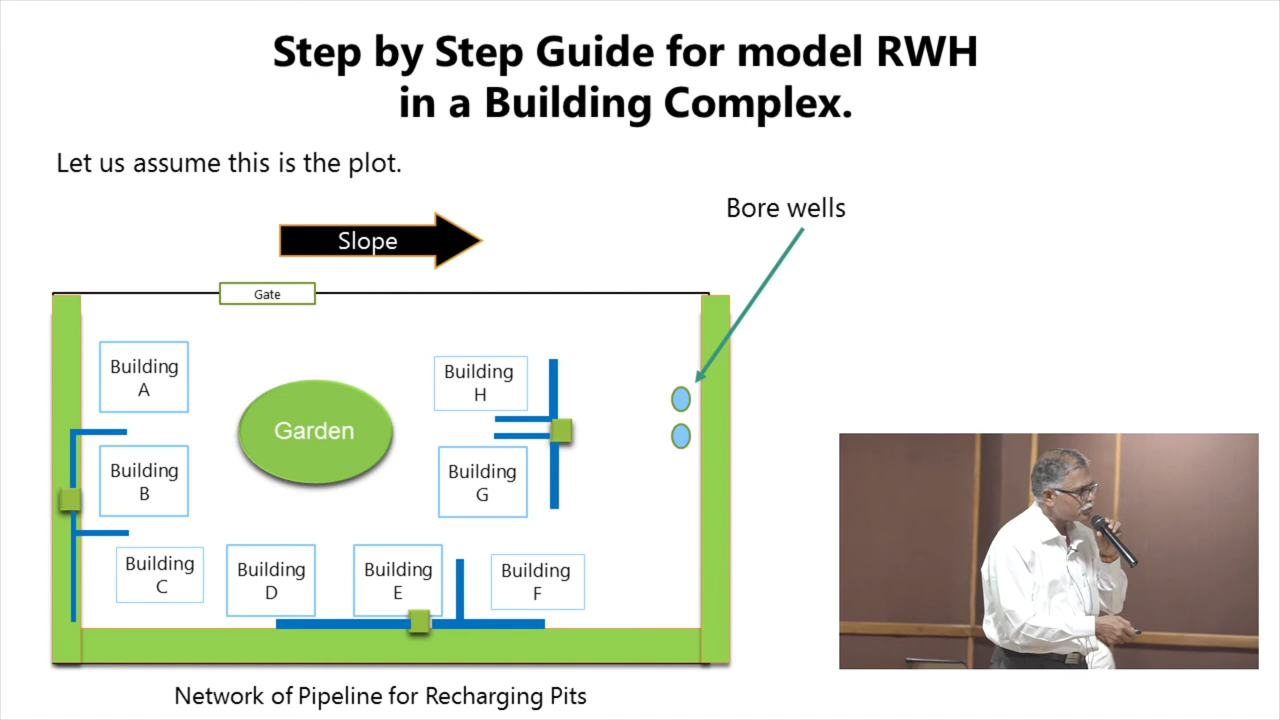 Step by Step Guide for model RWH
in a Building Complex.
Let us assume this is the plot.
Bore wells
Slope
Gate
Building
A
Building
H
Garden
Building
B
Building
G
Building
C
Building
D
Building
E
Building
F
Network of Pipeline for Recharging Pits